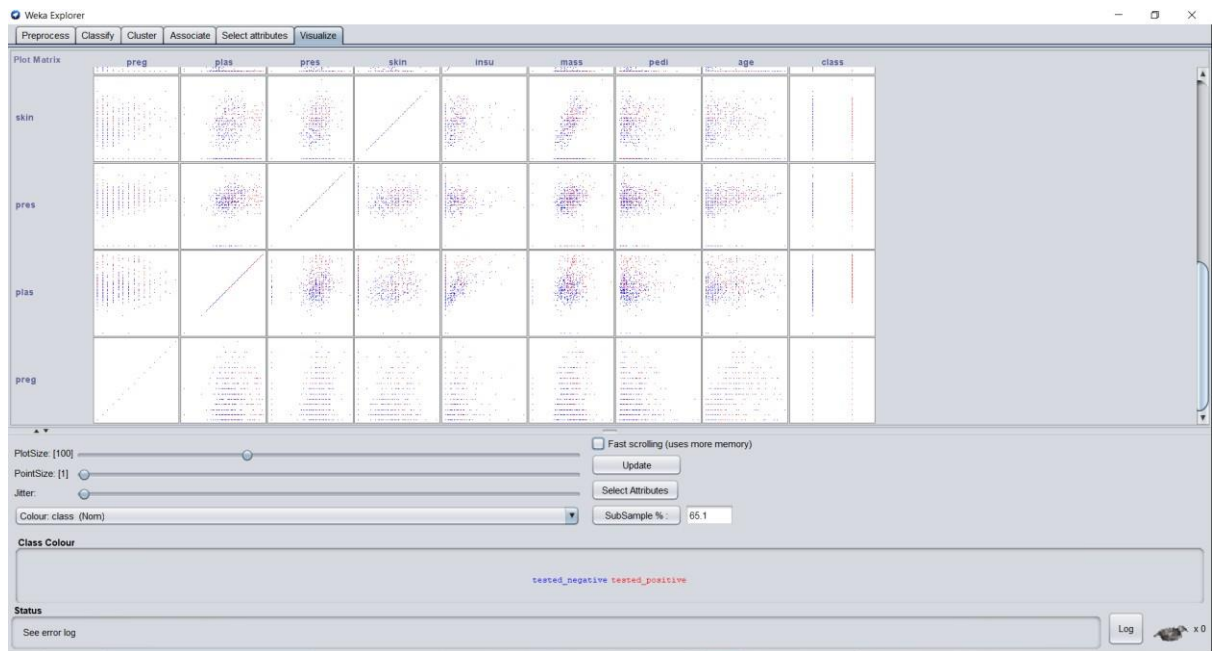 Weka Explorer
Preprocess Classify Cluster Associate Select attributes Visualize
Plot Matrix preg plas pres skin insu mass pedi age class
skin
pres
plas
preg
Fast scrolling (uses more memory)
PlotSize: [100]
Update
PointSize: [1]
Select Attributes
Jitter:
Colour: class (Nom)
SubSample % : 65.1
Class Colour
tested_negative tested_positive
Status
See error log
Log x 0